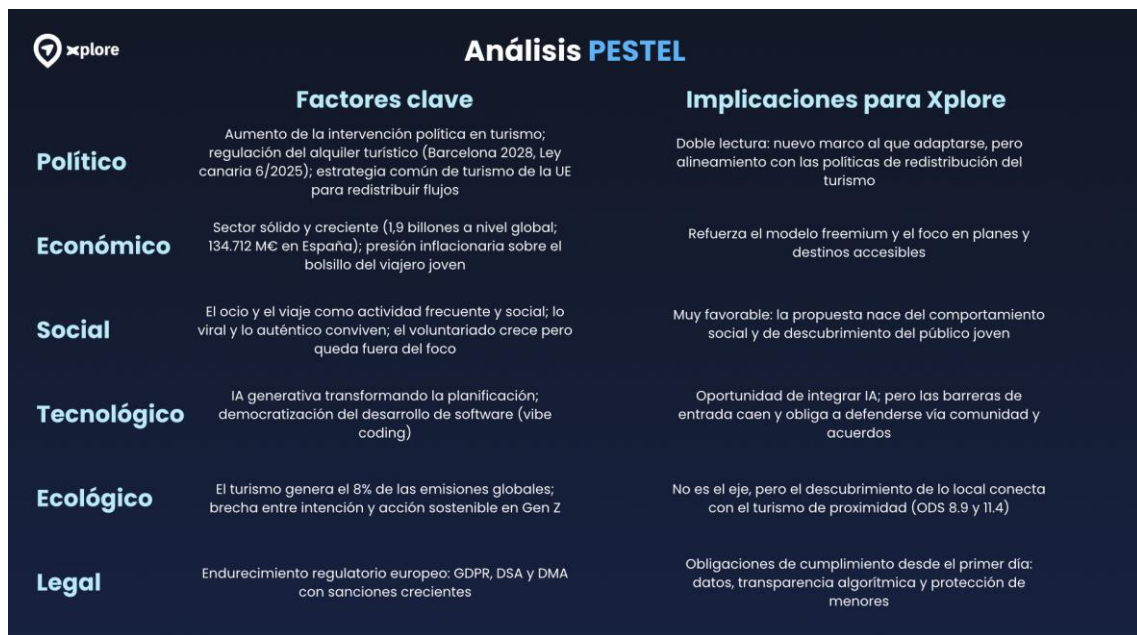 xplore
Análisis PESTEL
Factores clave
Implicaciones para Xplore
Político
Aumento de la intervención política en turismo;
regulación del alquiler turístico (Barcelona 2028, Ley
canaria 6/2025); estrategia común de turismo de la UE
para redistribuir flujos
Doble lectura: nuevo marco al que adaptarse, pero
alineamiento con las políticas de redistribución del
turismo
Económico
Sector sólido y creciente (1,9 billones a nivel global;
134.712 M€ en España); presión inflacionaria sobre el
bolsillo del viajero joven
Refuerza el modelo freemium y el foco en planes y
destinos accesibles
Social
El ocio y el viaje como actividad frecuente y social; lo
viral y lo auténtico conviven; el voluntariado crece pero
queda fuera del foco
Muy favorable: la propuesta nace del comportamiento
social y de descubrimiento del público joven
Tecnológico
IA generativa transformando la planificación;
democratización del desarrollo de software (vibe
coding)
Oportunidad de integrar IA; pero las barreras de
entrada caen y obliga a defenderse vía comunidad y
acuerdos
Ecológico
El turismo genera el 8% de las emisiones globales;
brecha entre intención y acción sostenible en Gen Z
No es el eje, pero el descubrimiento de lo local conecta
con el turismo de proximidad (ODS 8.9 y 11.4)
Legal
Endurecimiento regulatorio europeo: GDPR, DSA y DMA
con sanciones crecientes
Obligaciones de cumplimiento desde el primer día:
datos, transparencia algorítmica y protección de
menores